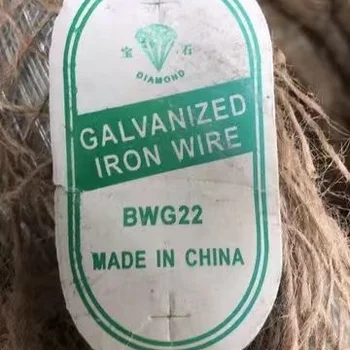 宝石
DIAMOND
GALVANIZED
IRON WIRE
BWG22
MADE IN CHINA